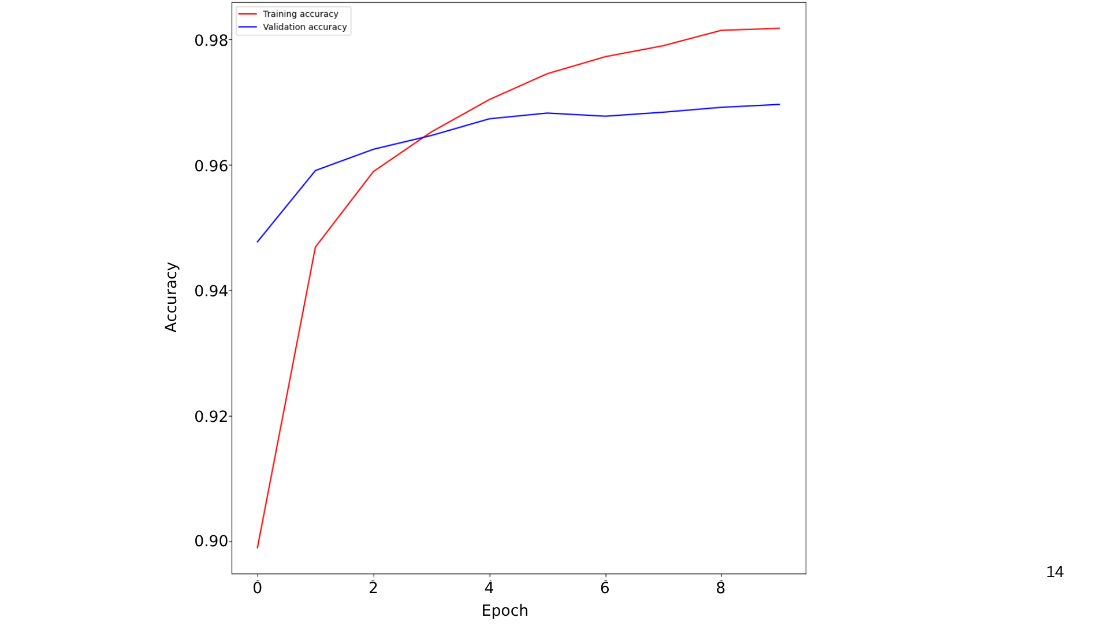 Training accuracy
Validation accuracy
0.98
0.96
0.94
0.92
0.90
Accuracy
0 2 4 6 8
Epoch
14